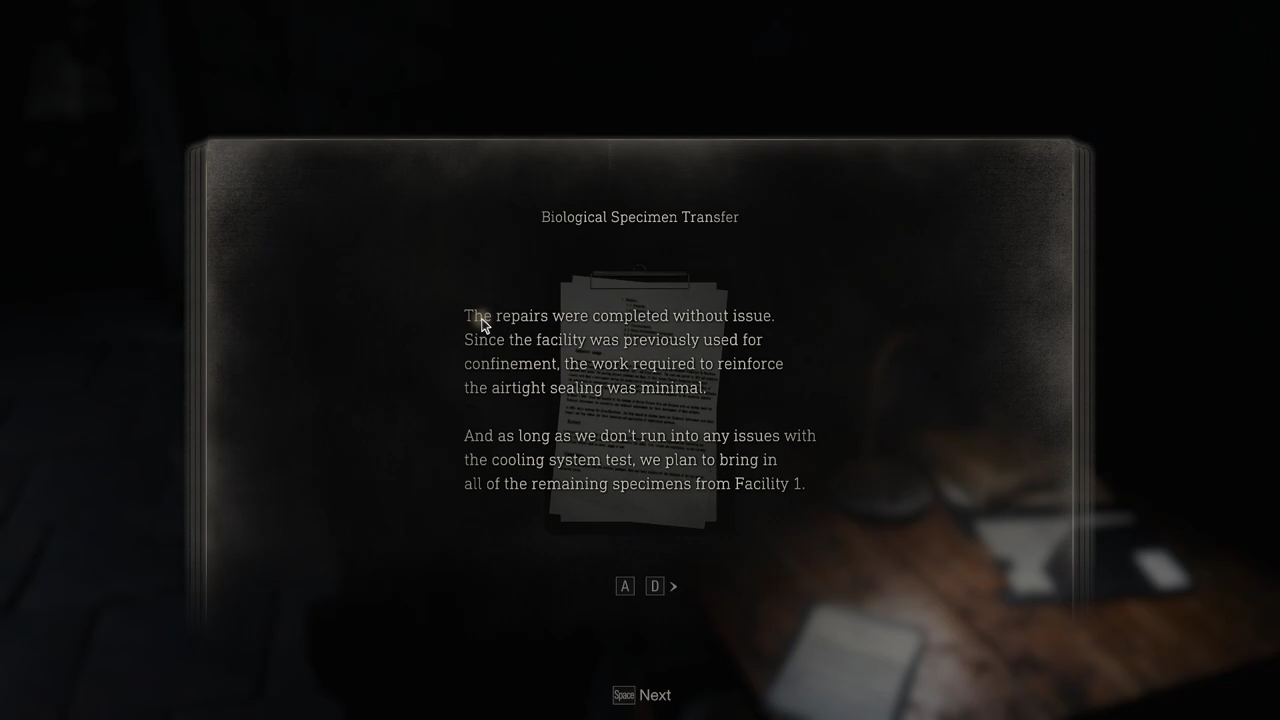 Biological Specimen Transfer
The repairs were completed without issue.
Since the facility was previously used for
confinement, the work required to reinforce
the airtight sealing was minimal.
And as long as we don't run into any issues with
the cooling system test, we plan to bring in
all of the remaining specimens from Facility 1.
A D >
Space Next